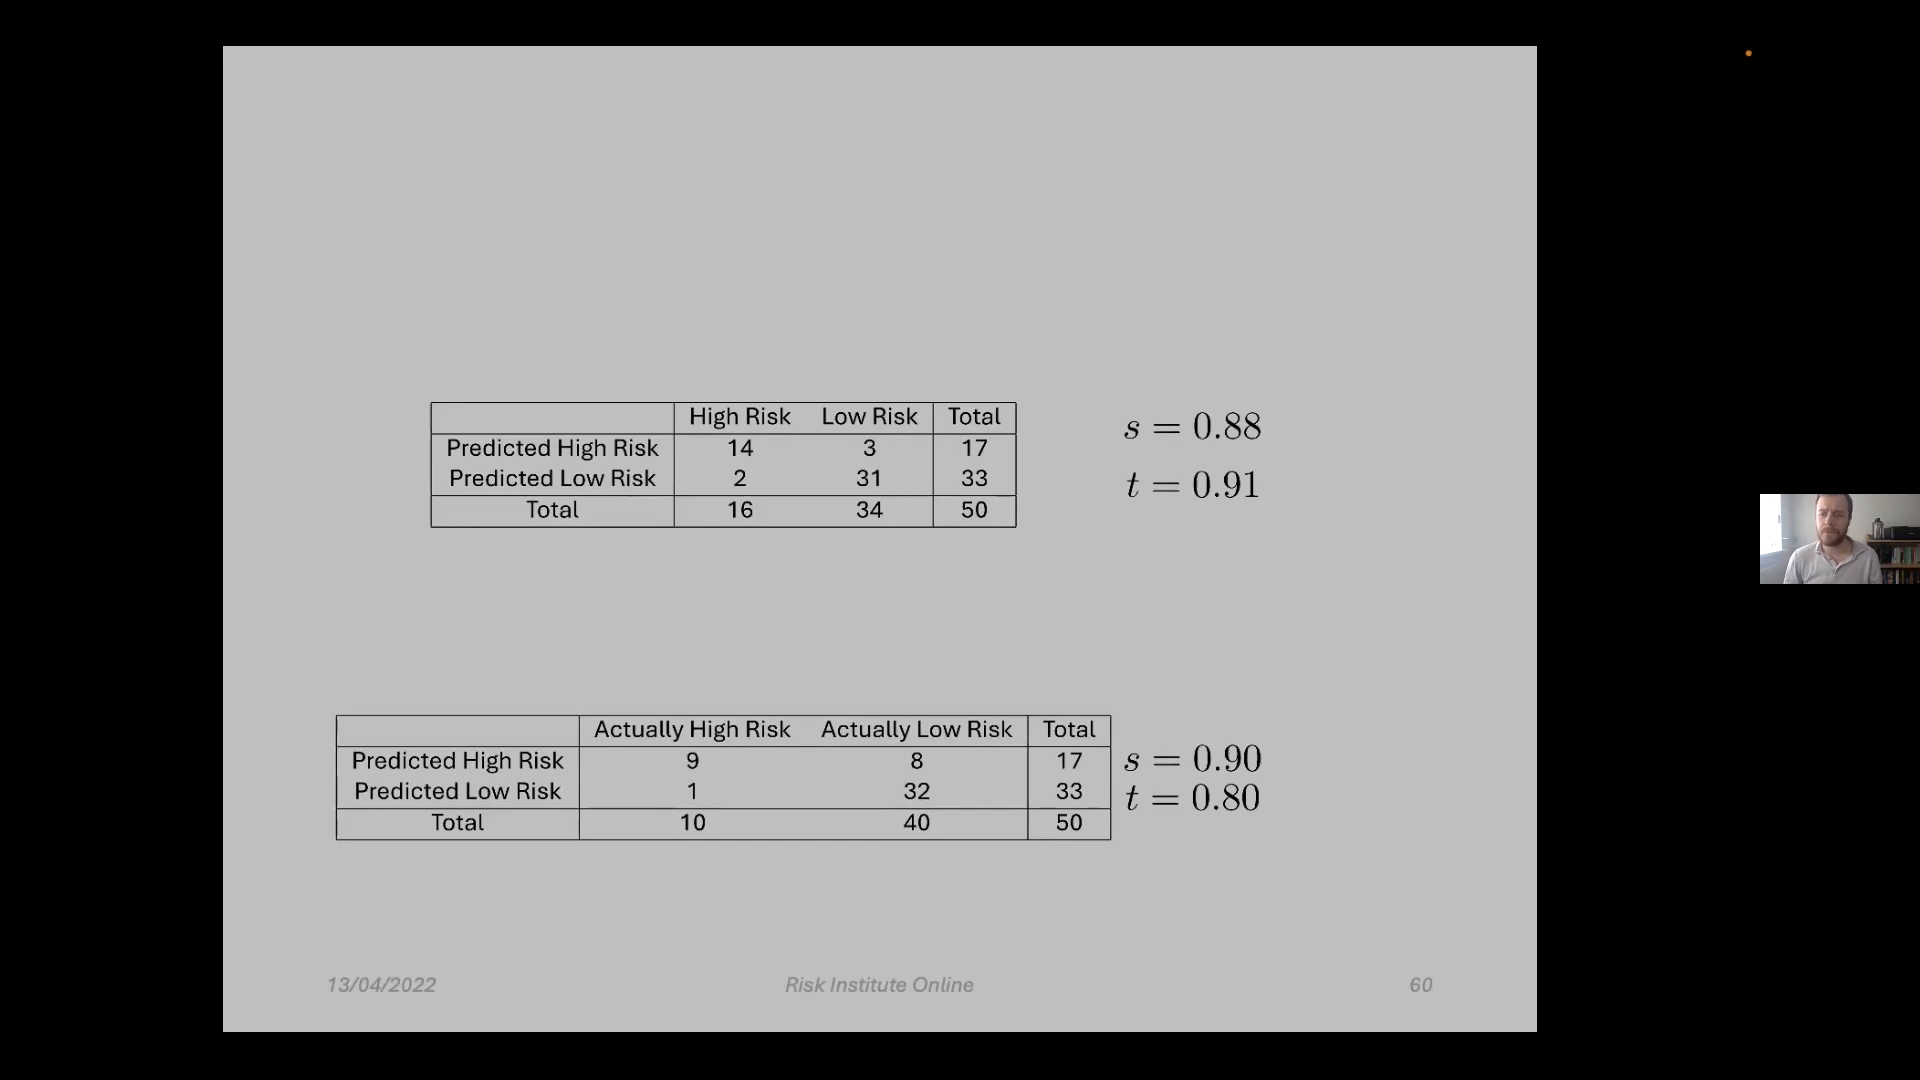 High Risk Low Risk Total
Predicted High Risk 14 3 17
Predicted Low Risk 2 31 33
Total 16 34 50
s = 0.88
t = 0.91
Actually High Risk Actually Low Risk Total
Predicted High Risk 9 8 17
Predicted Low Risk 1 32 33
Total 10 40 50
s = 0.90
t = 0.80
13/04/2022 Risk Institute Online 60